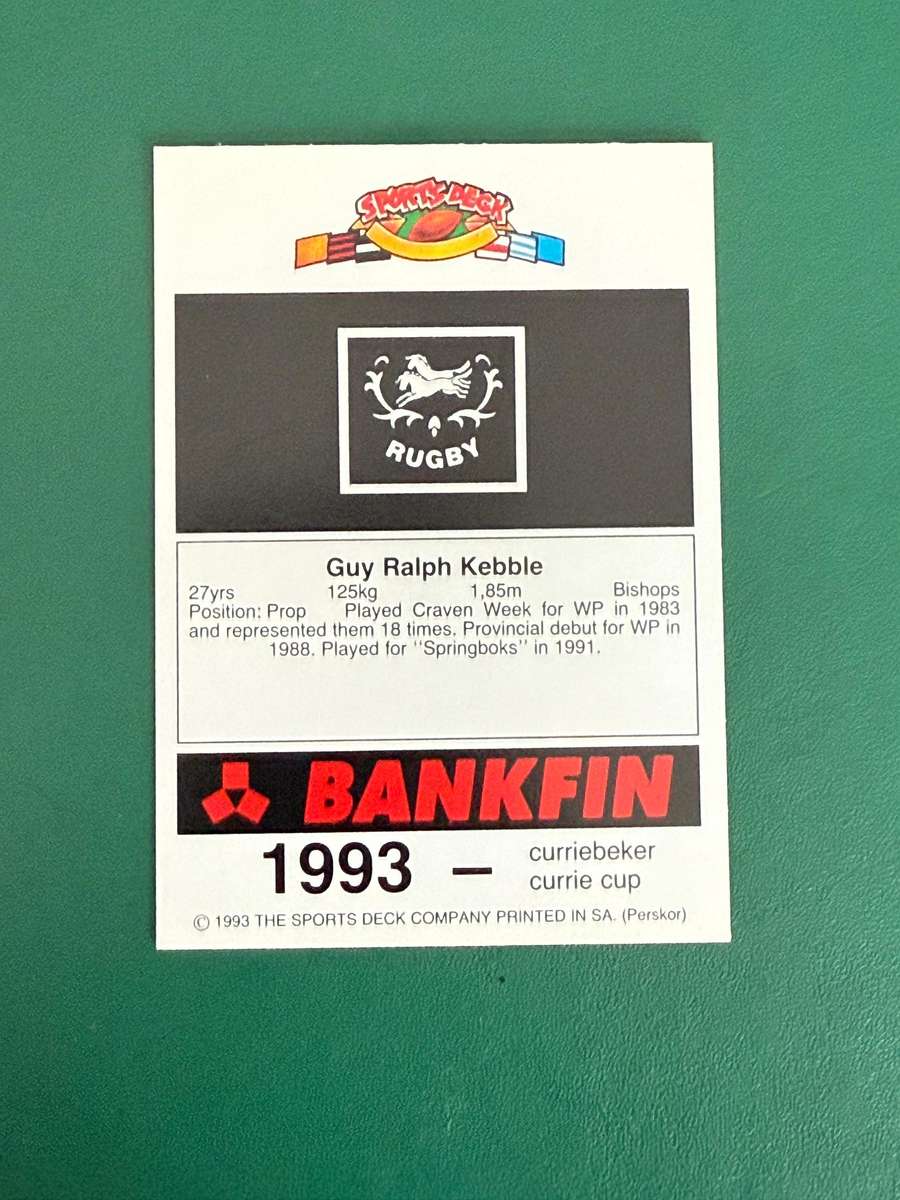 SPORTS DECK
RUGBY
Guy Ralph Kebble
27yrs 125kg 1,85m Bishops
Position: Prop Played Craven Week for WP in 1983
and represented them 18 times. Provincial debut for WP in
1988. Played for "Springboks" in 1991.
BANKFIN
1993 – curriebeker
currie cup
© 1993 THE SPORTS DECK COMPANY PRINTED IN SA. (Perskor)